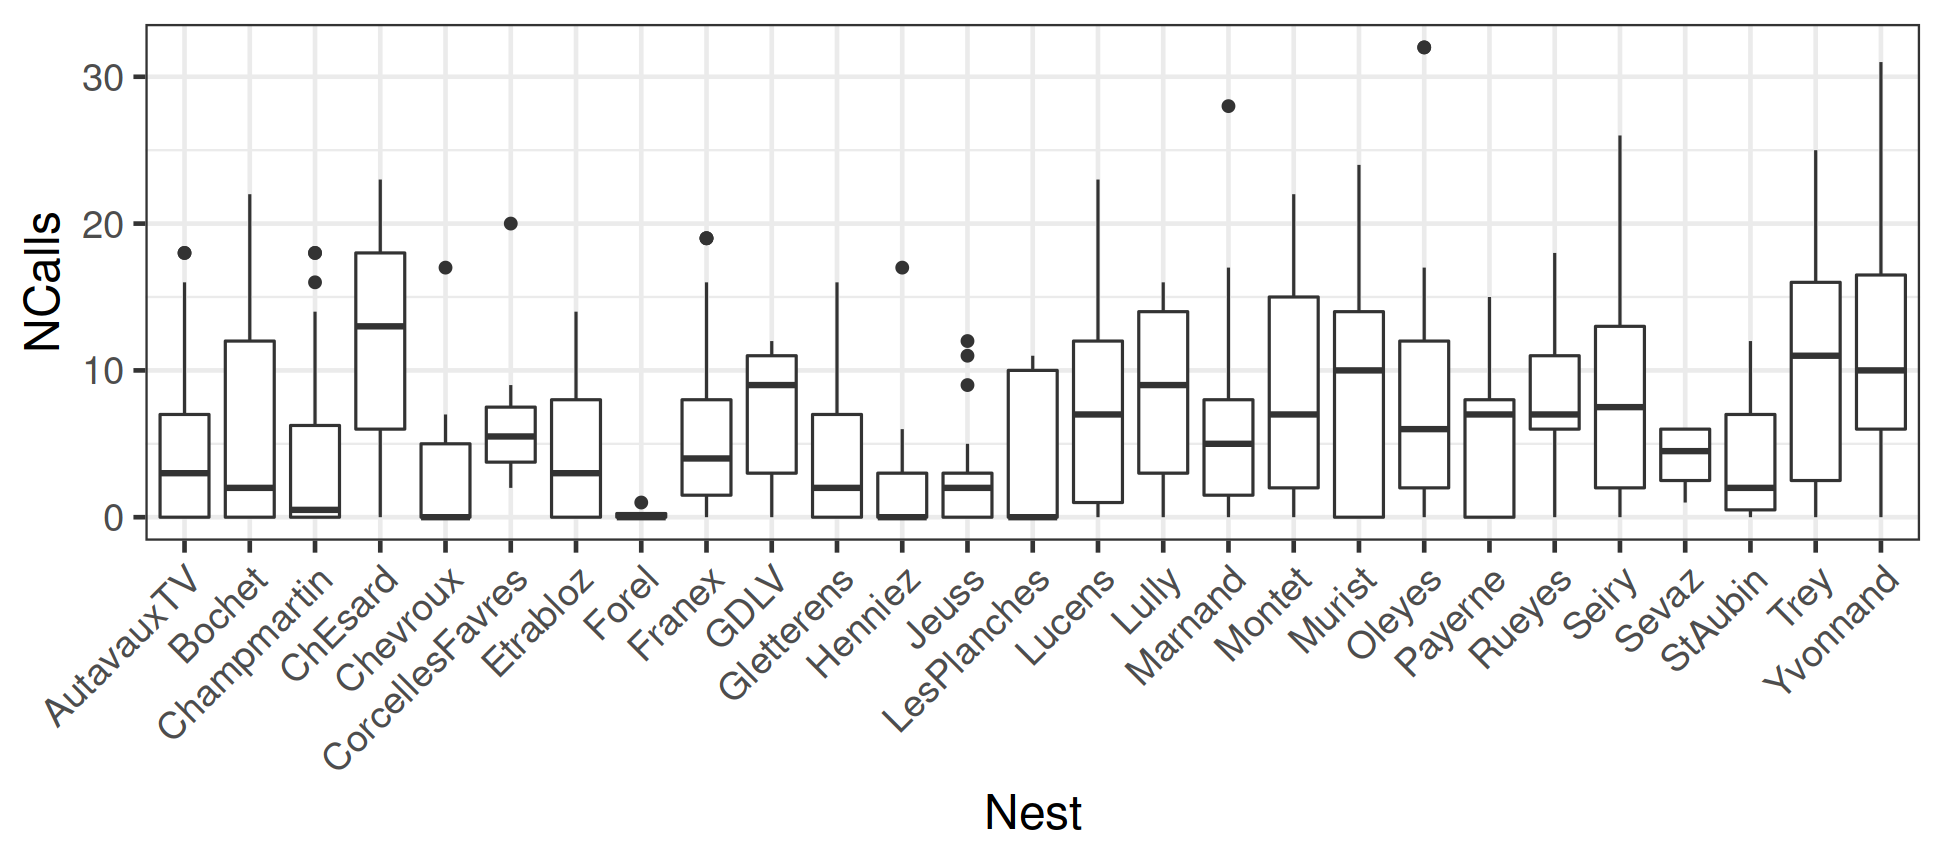 NCalls
30
20
10
0
AutavauxTV
Bochet
Champmartin
ChEsard
Chevroux
CorcellesFavres
Etrabloz
Forel
Franex
GDLV
Gletterens
Henniez
Jeuss
LesPlanches
Lucens
Lully
Marnand
Montet
Murist
Oleyes
Payerne
Rueyes
Seiry
Sevaz
StAubin
Trey
Yvonnand
Nest